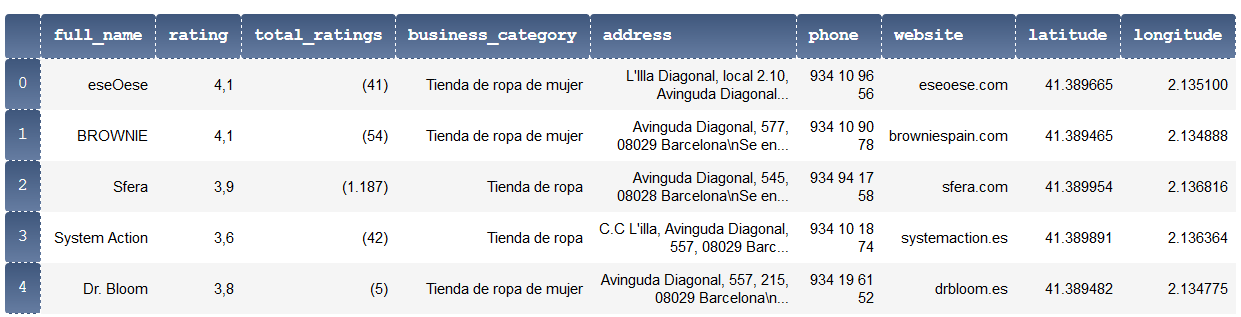 full_name rating total_ratings business_category address phone website latitude longitude
0 eseOese 4,1 (41) Tienda de ropa de mujer L'Illa Diagonal, local 2.10, Avinguda Diagonal... 934 10 96 56 eseoese.com 41.389665 2.135100
1 BROWNIE 4,1 (54) Tienda de ropa de mujer Avinguda Diagonal, 577, 08029 Barcelona\nSe en... 934 10 90 78 browniespain.com 41.389465 2.134888
2 Sfera 3,9 (1.187) Tienda de ropa Avinguda Diagonal, 545, 08028 Barcelona\nSe en... 934 94 17 58 sfera.com 41.389954 2.136816
3 System Action 3,6 (42) Tienda de ropa C.C L'illa, Avinguda Diagonal, 557, 08029 Barc... 934 10 18 74 systemaction.es 41.389891 2.136364
4 Dr. Bloom 3,8 (5) Tienda de ropa de mujer Avinguda Diagonal, 557, 215, 08029 Barcelona\n... 934 19 61 52 drbloom.es 41.389482 2.134775